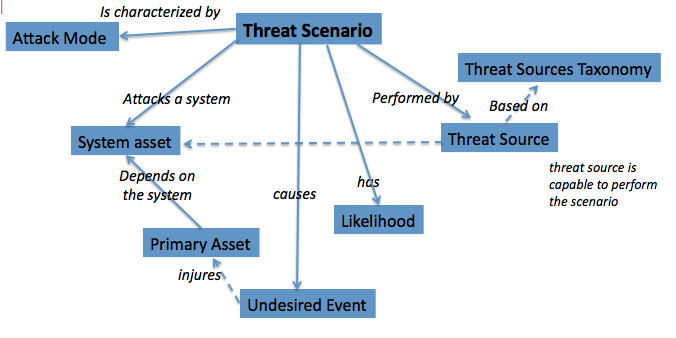 Is characterized by
Threat Scenario
Attack Mode
Threat Sources Taxonomy
Attacks a system
Performed by
Based on
System asset
Threat Source
threat source is
capable to perform
the scenario
Depends on
the system
has
causes
Likelihood
Primary Asset
injures
Undesired Event